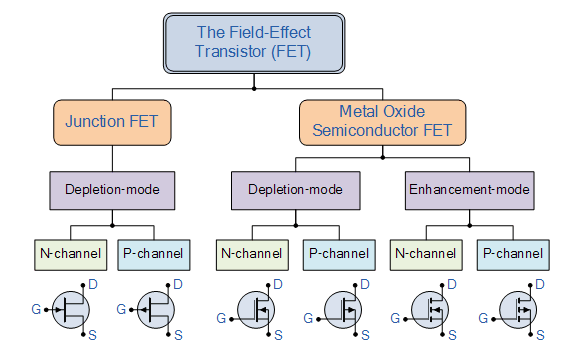 The Field-Effect
Transistor (FET)
Junction FET
Metal Oxide
Semiconductor FET
Depletion-mode
Depletion-mode
Enhancement-mode
N-channel
P-channel
N-channel
P-channel
N-channel
P-channel
D
D
D
D
D
D
G
G
G
G
G
G
S
S
S
S
S
S